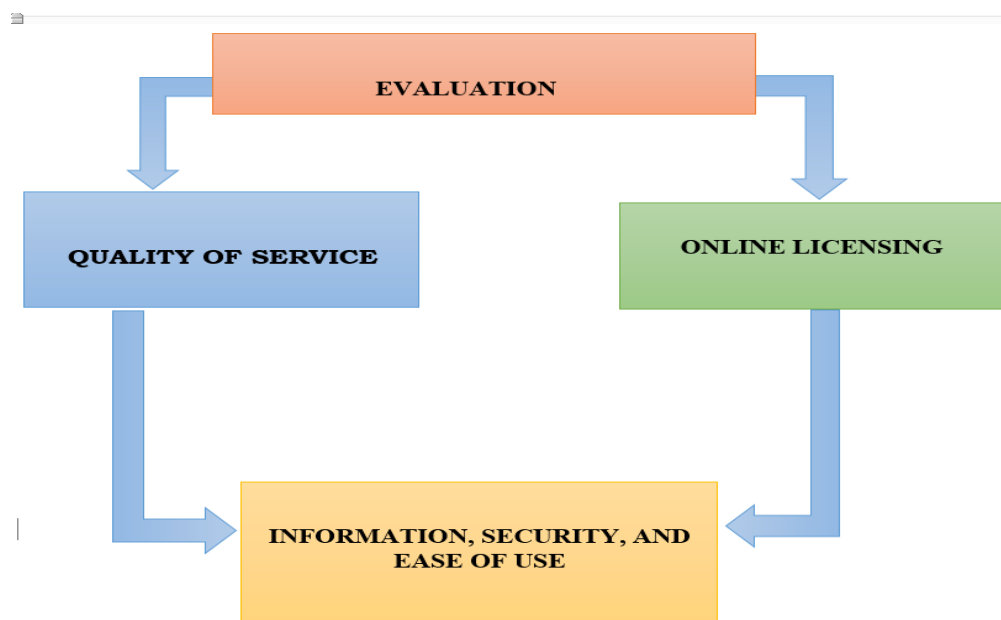 EVALUATION
QUALITY OF SERVICE
ONLINE LICENSING
INFORMATION, SECURITY, AND
EASE OF USE